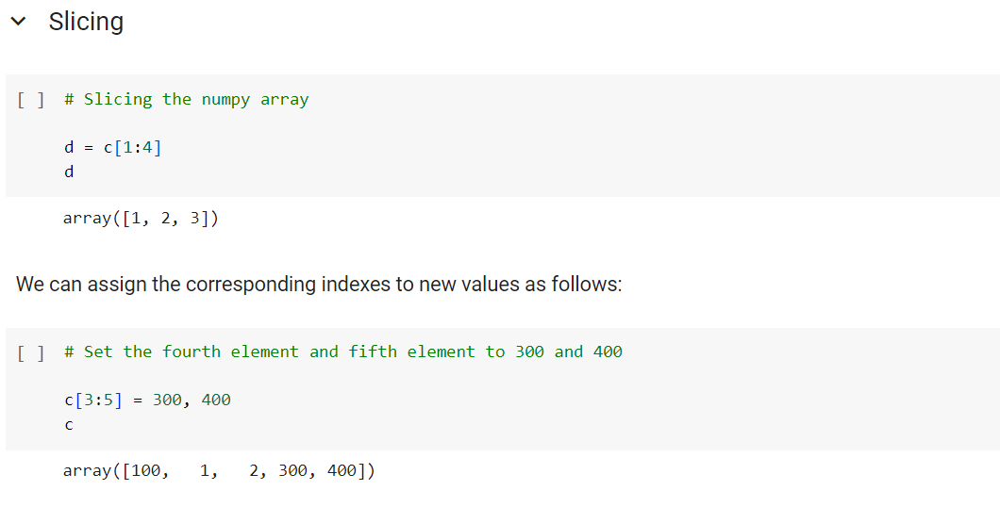 Slicing
[ ] # Slicing the numpy array
d = c[1:4]
d
array([1, 2, 3])
We can assign the corresponding indexes to new values as follows:
[ ] # Set the fourth element and fifth element to 300 and 400
c[3:5] = 300, 400
c
array([100,   1,   2, 300, 400])